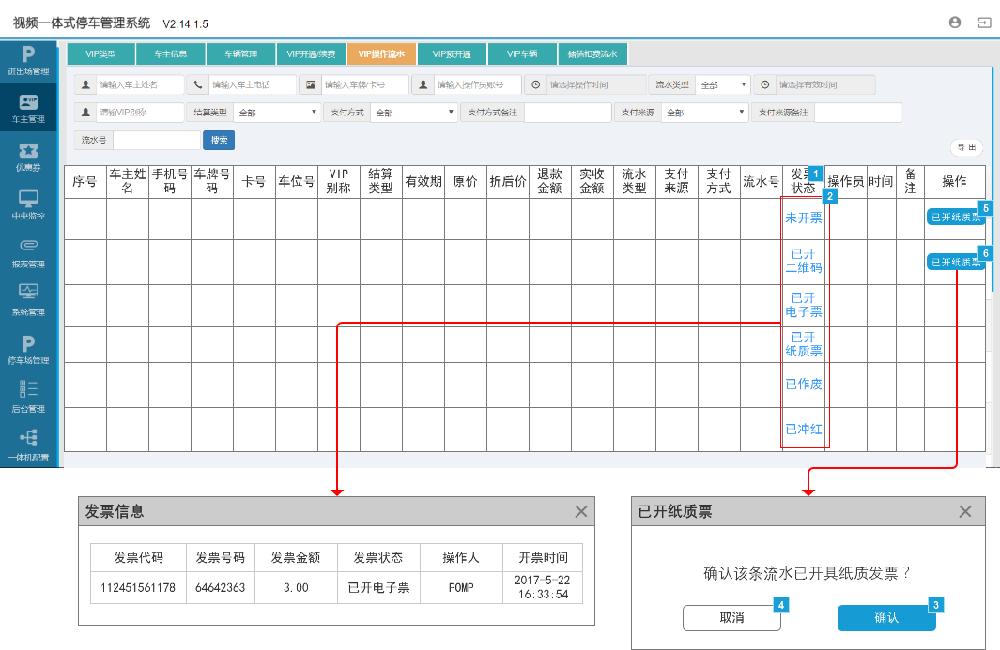 视频一体式停车管理系统 V2.14.1.5
VIP类型 车主信息 车辆管理 VIP开通/续费 VIP操作流水 VIP预开通 VIP车辆 储值扣费流水
进出场管理
车主管理
优惠券
中央监控
报表管理
系统管理
停车场管理
后台管理
一体机配置
请输入车主姓名 请输入车主电话 请输入车牌/卡号 请输入操作员账号 请选择操作时间 流水类型 全部 请选择有效时间
请输VIP别称 结算类型 全部 支付方式 全部 支付方式备注 支付来源 全部 支付来源备注
流水号 搜索
导 出
序号 车主姓名 手机号码 车牌号码 卡号 车位号 VIP别称 结算类型 有效期 原价 折后价 退款金额 实收金额 流水类型 支付来源 支付方式 流水号 发票状态 操作员 时间 备注 操作
1
2
未开票 已开纸质票 5
已开
二维码 已开纸质票 6
已开
电子票
已开
纸质票
已作废
已冲红
发票信息
发票代码 发票号码 发票金额 发票状态 操作人 开票时间
112451561178 64642363 3.00 已开电子票 POMP 2017-5-22
16:33:54
已开纸质票
确认该条流水已开具纸质发票？
取消 4 确认 3